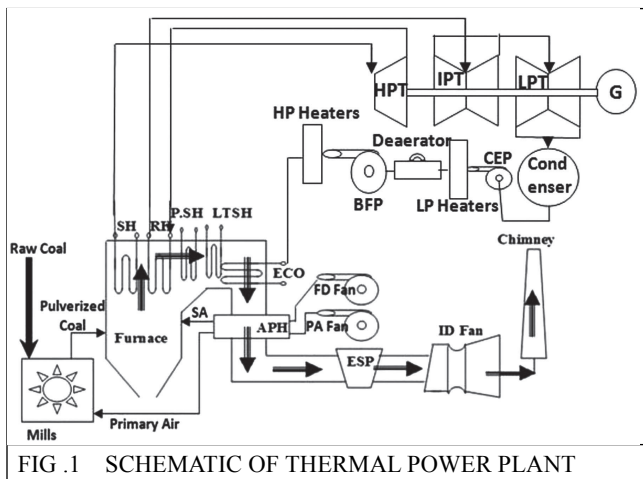 HPT
IPT
LPT
G
HP Heaters
Deaerator
CEP
Cond
enser
BFP
LP Heaters
SH
RH
P.SH
LTSH
Chimney
Raw Coal
ECO
Pulverized
Coal
FD Fan
SA
APH
PA Fan
ID Fan
Furnace
ESP
Primary Air
Mills
FIG .1 SCHEMATIC OF THERMAL POWER PLANT